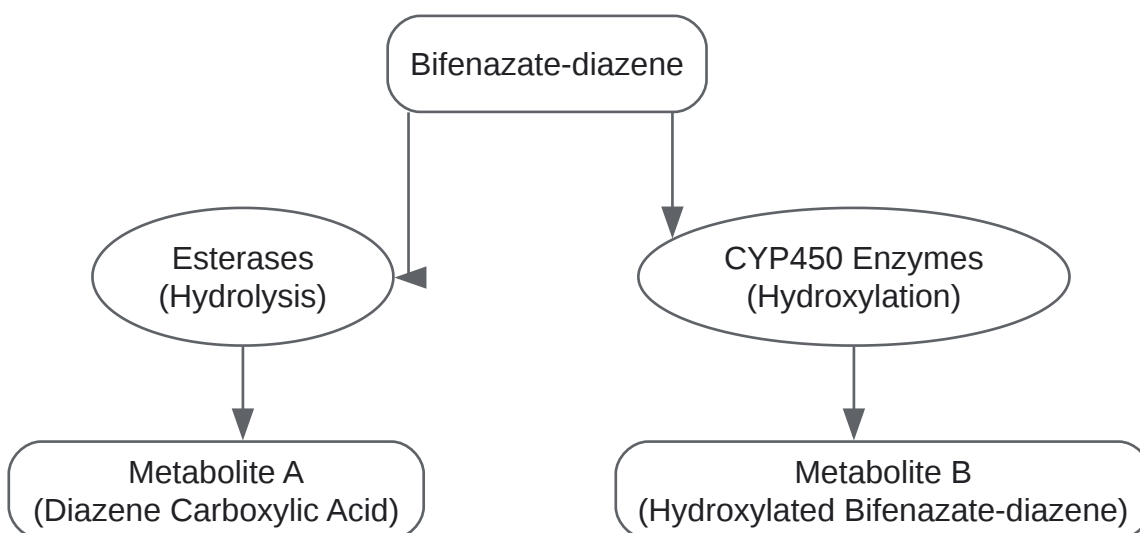 Bifenazate-diazene
Esterases
(Hydrolysis)
CYP450 Enzymes
(Hydroxylation)
Metabolite A
(Diazene Carboxylic Acid)
Metabolite B
(Hydroxylated Bifenazate-diazene)